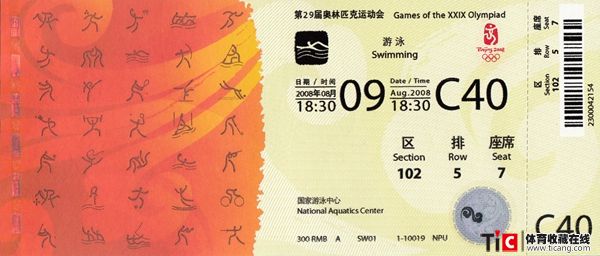 第29届奥林匹克运动会 Games of the XXIX Olympiad
游泳
Swimming
Beijing 2008
日期 / 时间
2008年08月
18:30
09
Date / Time
Aug.2008
18:30
C40
区 排 座席
Section Row Seat
102 5 7
国家游泳中心
National Aquatics Center
300 RMB A SW01 1-10019 NPU
座席 7
排 5
区 102
2300042154
C40
TIC 体育收藏在线
www.ticang.com